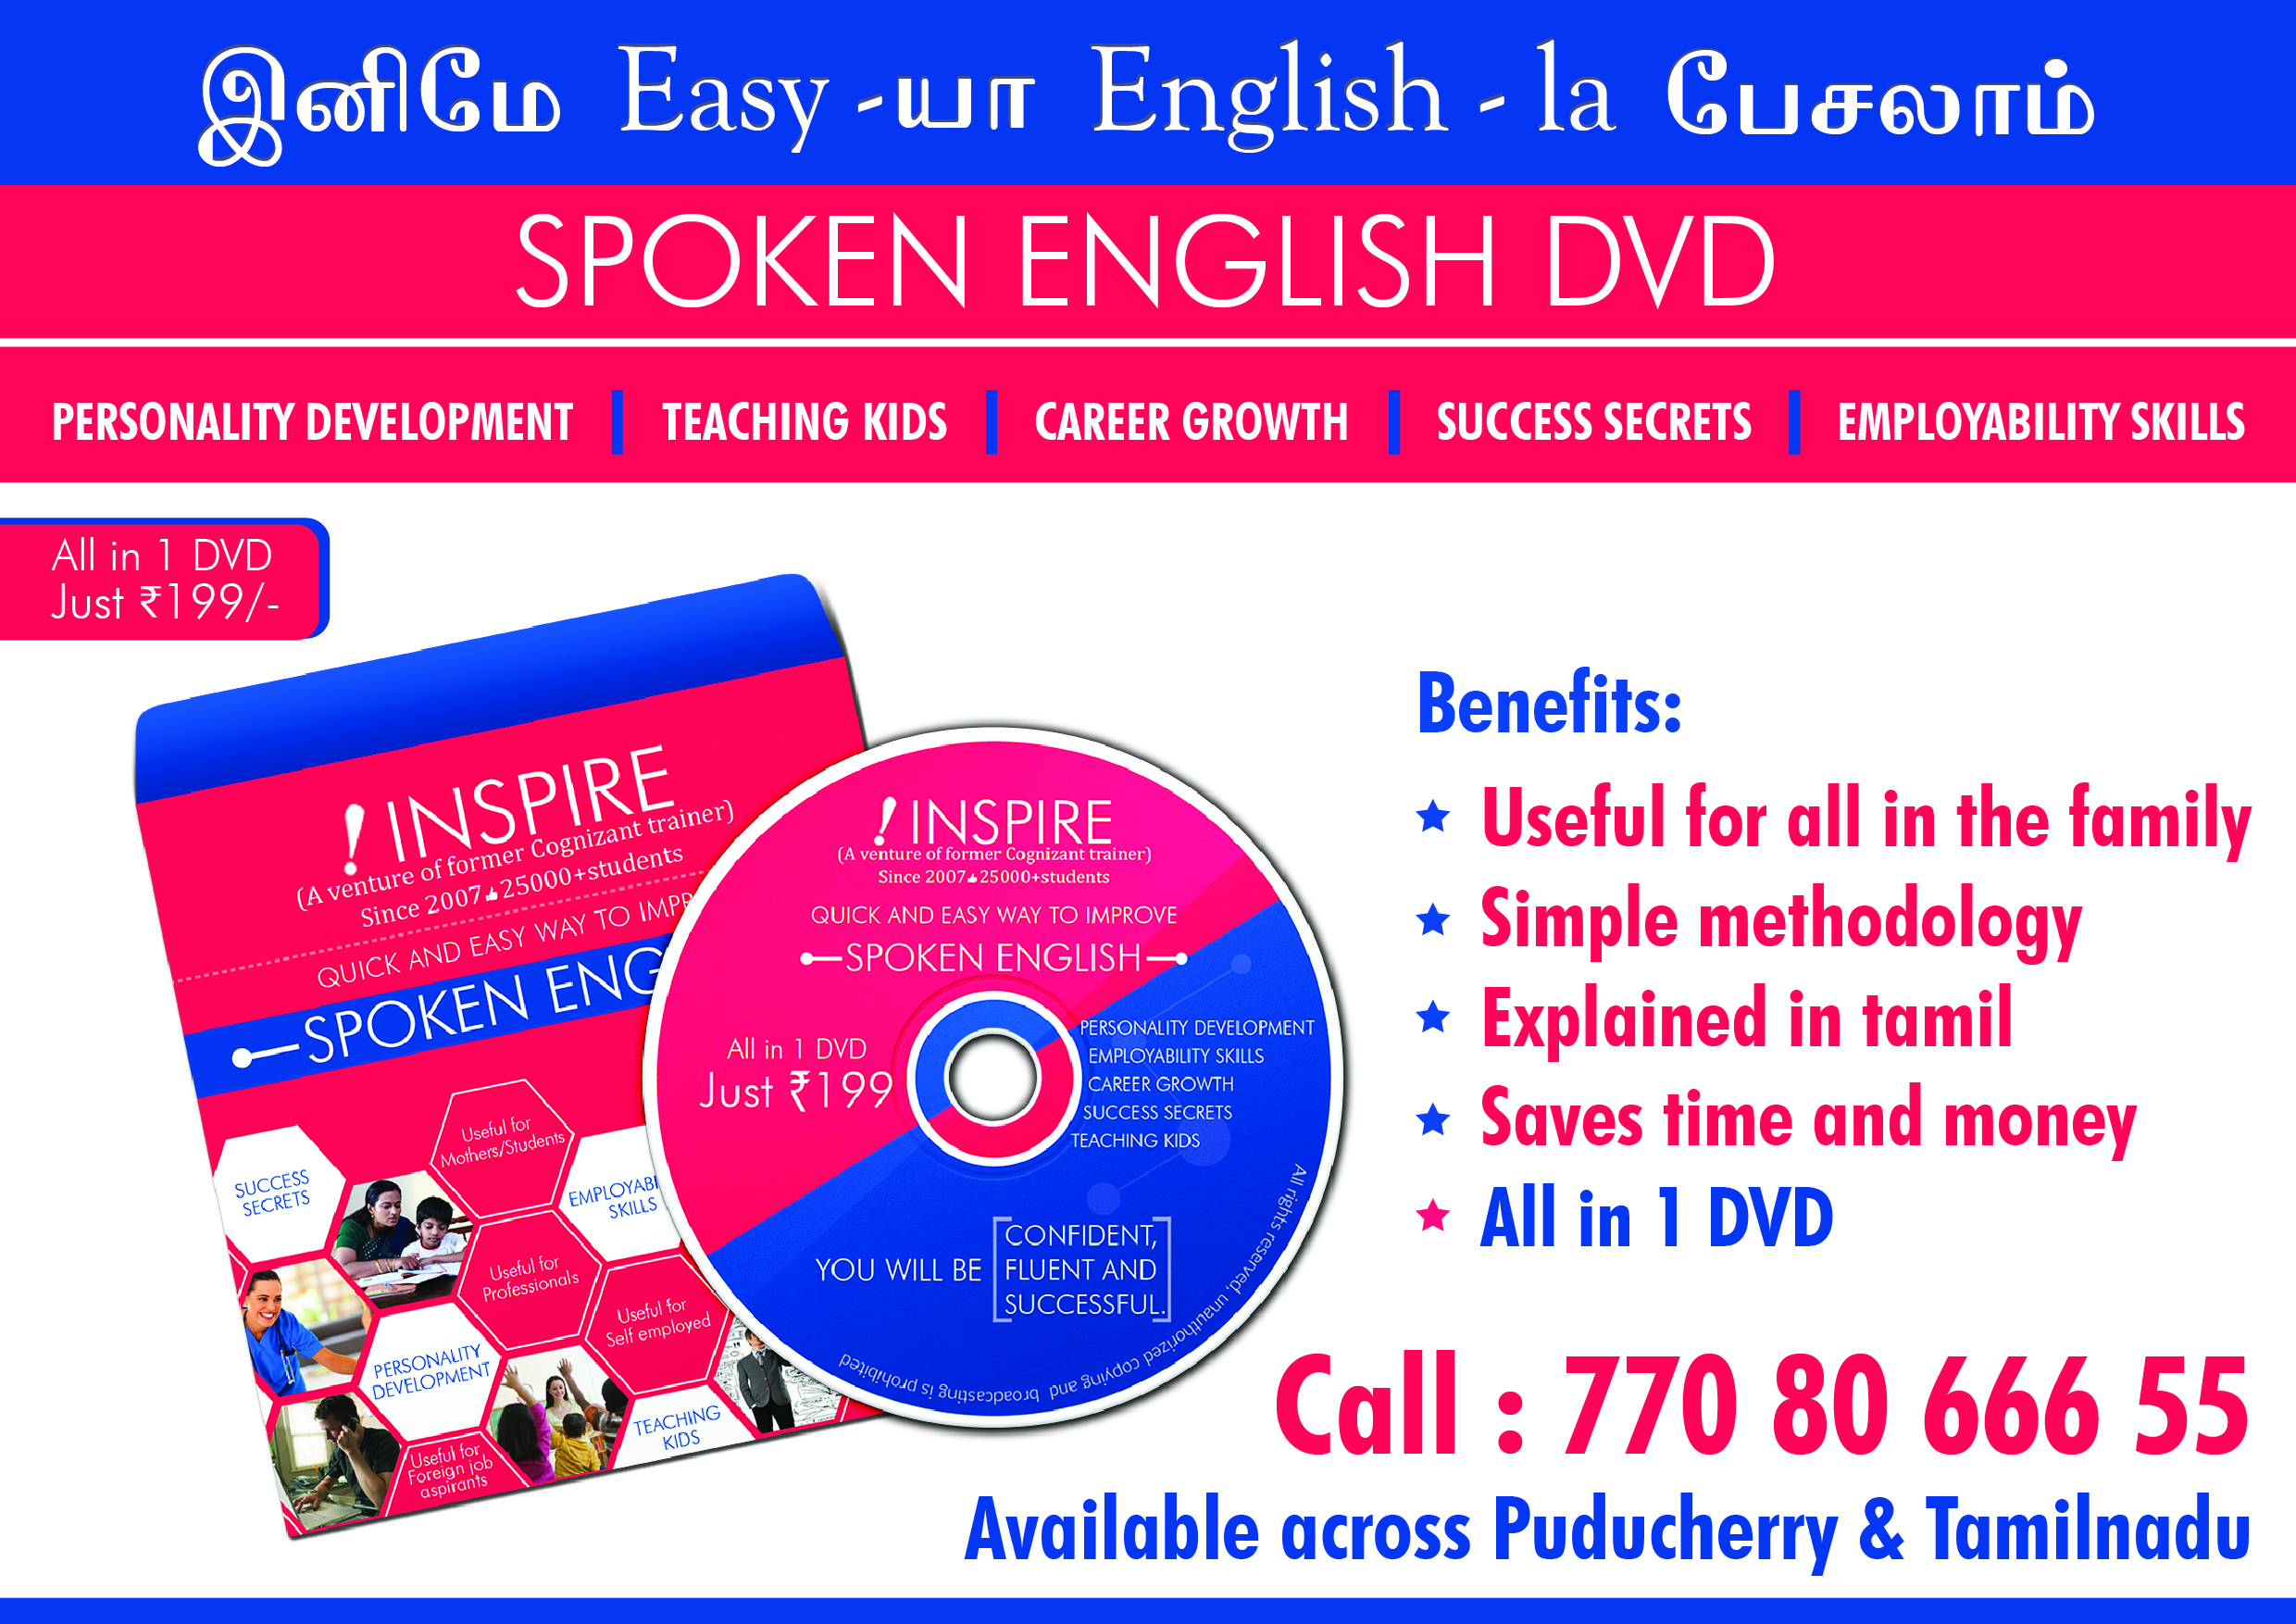 இனிமே Easy -யா English - la பேசலாம்
SPOKEN ENGLISH DVD
PERSONALITY DEVELOPMENT
TEACHING KIDS
CAREER GROWTH
SUCCESS SECRETS
EMPLOYABILITY SKILLS
All in 1 DVD
Just ₹199/-
!INSPIRE
(A venture of former Cognizant trainer)
Since 2007 25000+students
QUICK AND EASY WAY TO IMPR
SPOKEN ENG
Useful for
Mothers/Students
SUCCESS
SECRETS
EMPLOYABI
SKILLS
Useful for
Professionals
Useful for
Self employed
PERSONALITY
DEVELOPMENT
TEACHING
KIDS
Useful for
Foreign job
aspirants
!INSPIRE
(A venture of former Cognizant trainer)
Since 2007 25000+students
QUICK AND EASY WAY TO IMPROVE
SPOKEN ENGLISH
All in 1 DVD
Just ₹199
PERSONALITY DEVELOPMENT
EMPLOYABILITY SKILLS
CAREER GROWTH
SUCCESS SECRETS
TEACHING KIDS
YOU WILL BE
CONFIDENT,
FLUENT AND
SUCCESSFUL.
All rights reserved, unauthorized copying and broadcasting is prohibited
Benefits:
Useful for all in the family
Simple methodology
Explained in tamil
Saves time and money
All in 1 DVD
Call : 770 80 666 55
Available across Puducherry & Tamilnadu